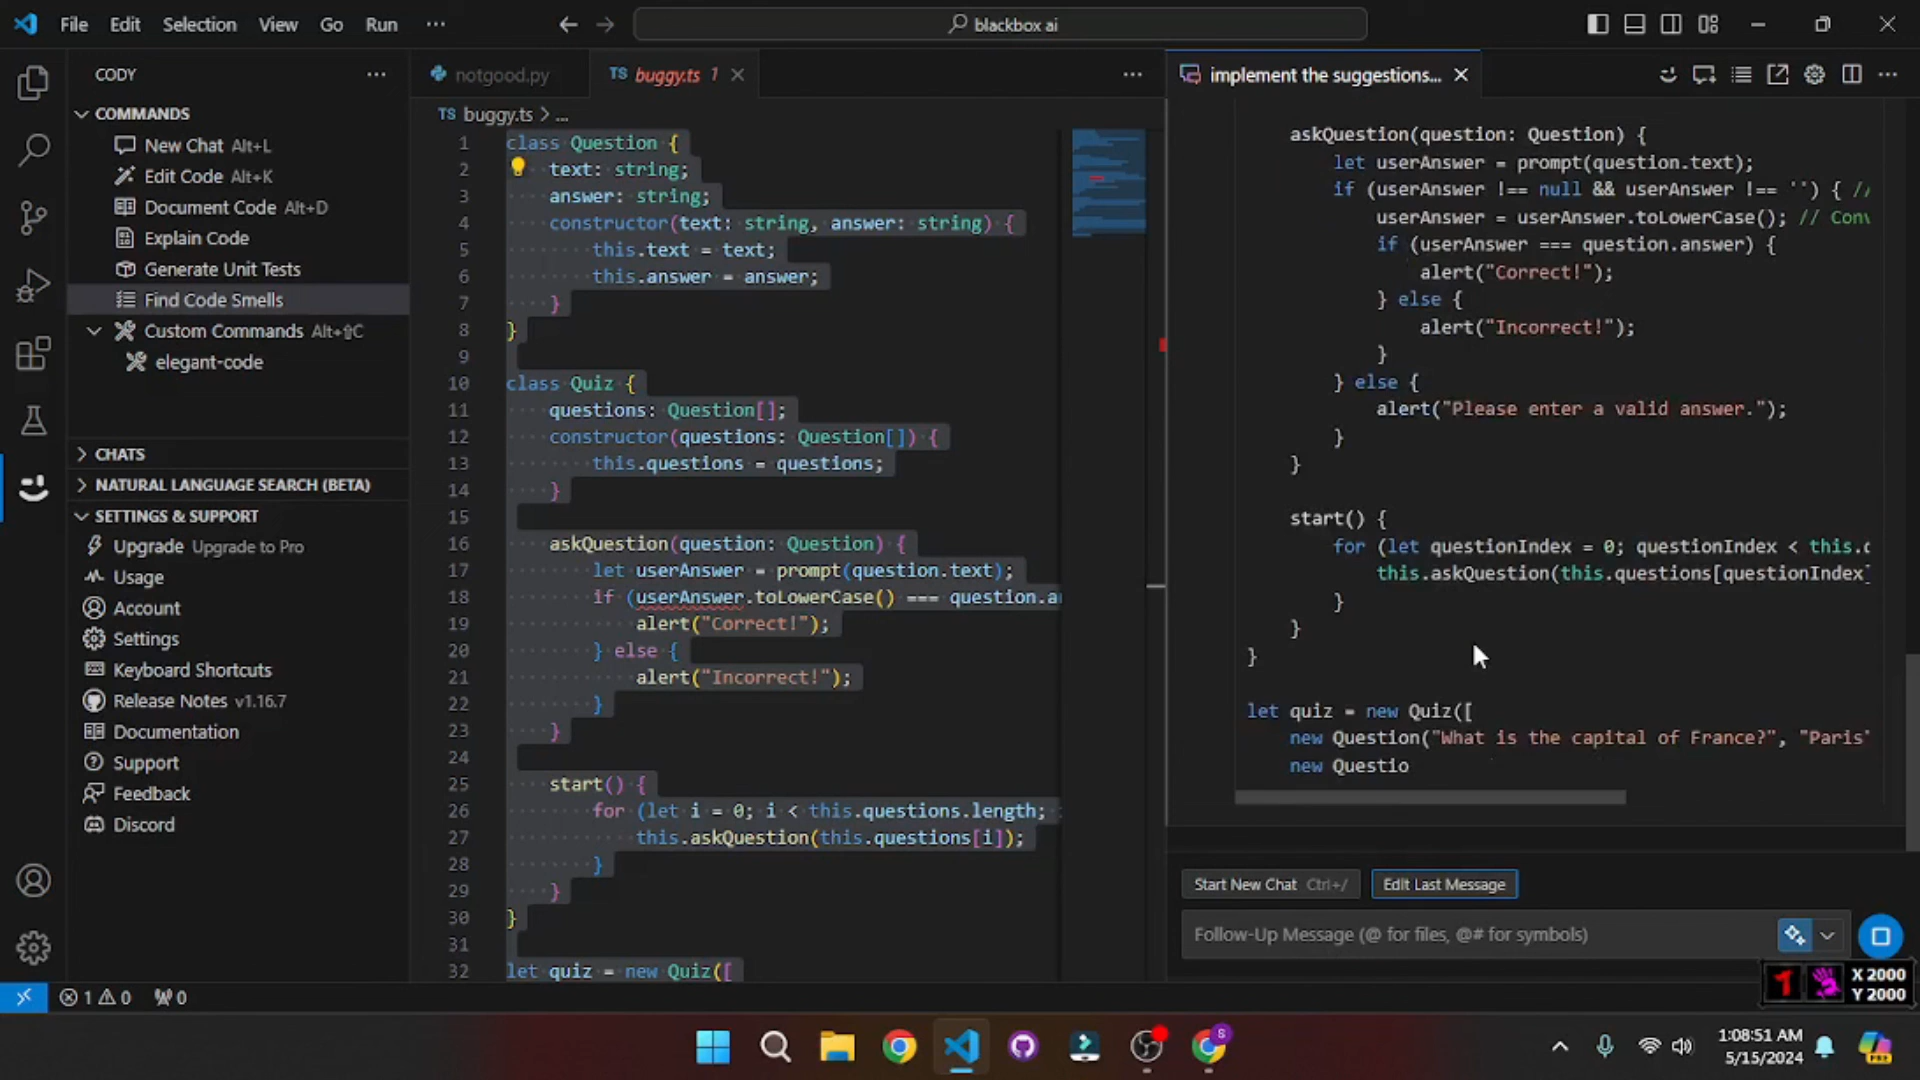 File Edit Selection View Go Run ··· blackbox ai
CODY ···
COMMANDS
New Chat Alt+L
Edit Code Alt+K
Document Code Alt+D
Explain Code
Generate Unit Tests
Find Code Smells
Custom Commands Alt+⇧C
elegant-code
CHATS
NATURAL LANGUAGE SEARCH (BETA)
SETTINGS & SUPPORT
Upgrade Upgrade to Pro
Usage
Account
Settings
Keyboard Shortcuts
Release Notes v1.16.7
Documentation
Support
Feedback
Discord
notgood.py TS buggy.ts 1
TS buggy.ts > ...
1 class Question {
2 text: string;
3 answer: string;
4 constructor(text: string, answer: string) {
5 this.text = text;
6 this.answer = answer;
7 }
8 }
9
10 class Quiz {
11 questions: Question[];
12 constructor(questions: Question[]) {
13 this.questions = questions;
14 }
15
16 askQuestion(question: Question) {
17 let userAnswer = prompt(question.text);
18 if (userAnswer.toLowerCase() === question.a
19 alert("Correct!");
20 } else {
21 alert("Incorrect!");
22 }
23 }
24
25 start() {
26 for (let i = 0; i < this.questions.length;
27 this.askQuestion(this.questions[i]);
28 }
29 }
30 }
31
32 let quiz = new Quiz([
implement the suggestions...
askQuestion(question: Question) {
let userAnswer = prompt(question.text);
if (userAnswer !== null && userAnswer !== '') { //
userAnswer = userAnswer.toLowerCase(); // Con
if (userAnswer === question.answer) {
alert("Correct!");
} else {
alert("Incorrect!");
}
} else {
alert("Please enter a valid answer.");
}
}
start() {
for (let questionIndex = 0; questionIndex < this.
this.askQuestion(this.questions[questionIndex]
}
}
}
let quiz = new Quiz([
new Question("What is the capital of France?", "Paris"
new Questio
Start New Chat Ctrl+/ Edit Last Message
Follow-Up Message (@ for files, @# for symbols)
X 2000
Y 2000
1 0 0
1:08:51 AM
5/15/2024